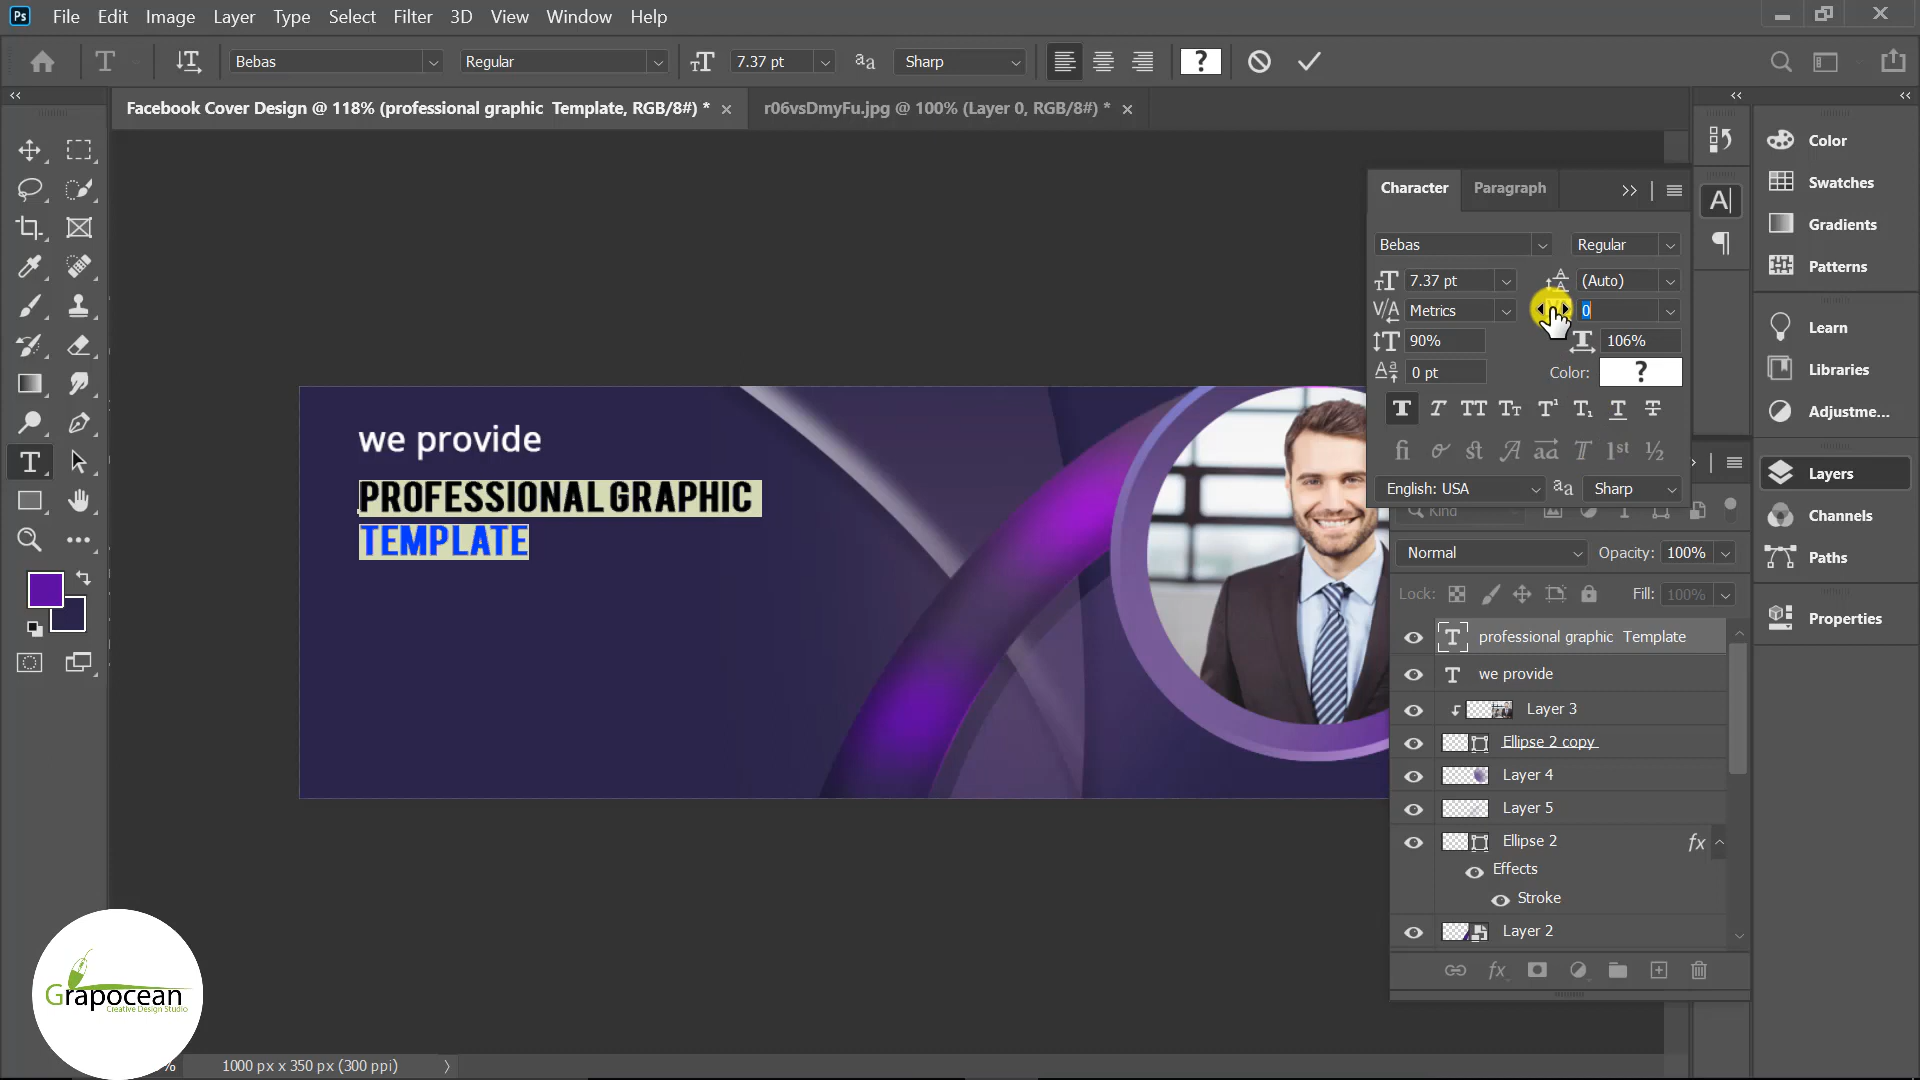 Ps File Edit Image Layer Type Select Filter 3D View Window Help
Bebas Regular 7.37 pt Sharp ?
Facebook Cover Design @ 118% (professional graphic Template, RGB/8#) * r06vsDmyFu.jpg @ 100% (Layer 0, RGB/8#) *
Character Paragraph
Bebas Regular
7.37 pt (Auto)
Metrics 0
90% 106%
0 pt Color: ?
English: USA Sharp
Color
Swatches
Gradients
Patterns
Learn
Libraries
Adjustme...
Layers
Channels
Paths
Properties
we provide
PROFESSIONAL GRAPHIC
TEMPLATE
Kind
Normal Opacity: 100%
Lock: Fill: 100%
professional graphic Template
we provide
Layer 3
Ellipse 2 copy
Layer 4
Layer 5
Ellipse 2 fx
Effects
Stroke
Layer 2
Grapocean
Creative Design Studio
% 1000 px x 350 px (300 ppi)